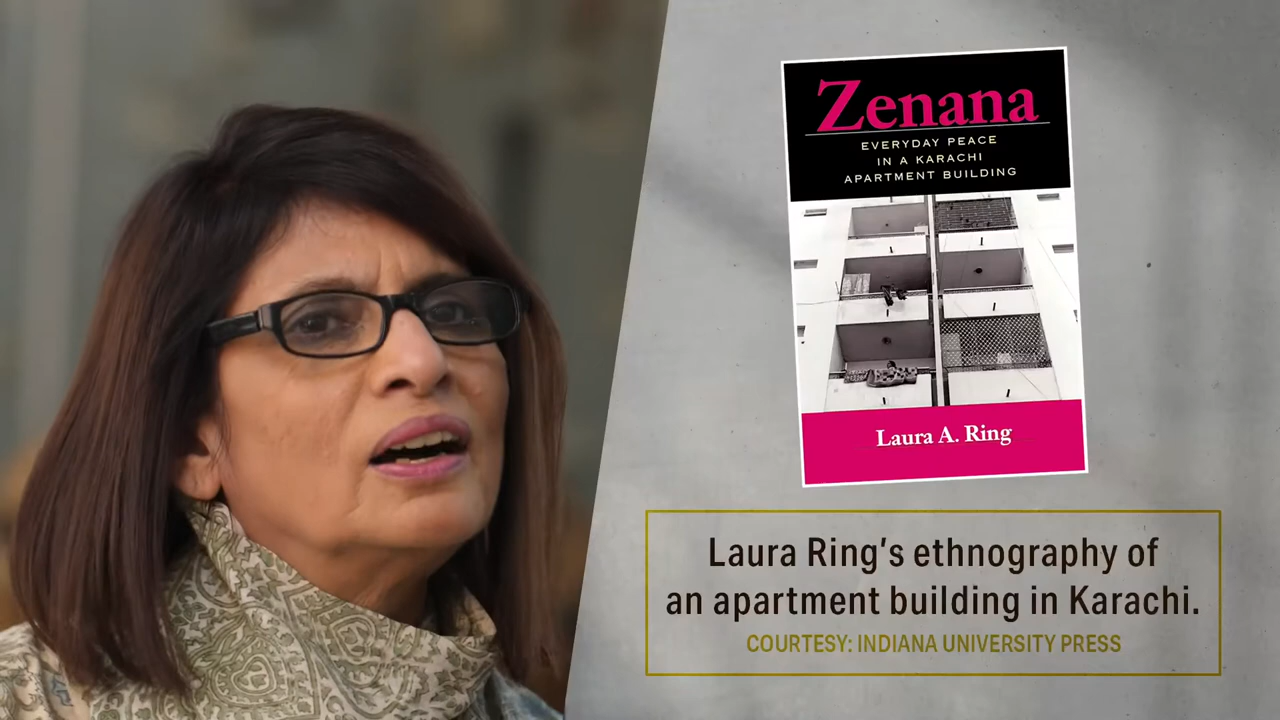 Zenana
EVERYDAY PEACE
IN A KARACHI
APARTMENT BUILDING
Laura A. Ring
Laura Ring's ethnography of
an apartment building in Karachi.
COURTESY: INDIANA UNIVERSITY PRESS